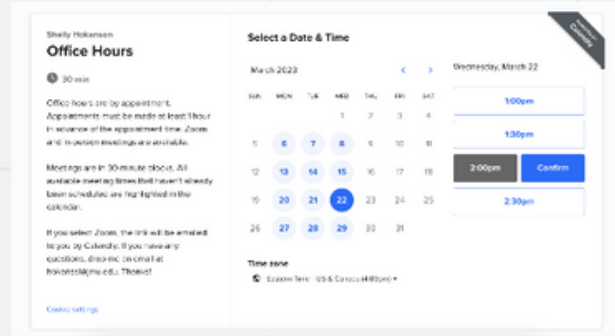 Shelly Hokanson
Office Hours
30 min
Office hours are by appointment.
Appointments must be made at least 1 hour
in advance of the appointment time. Zoom
and in-person meetings are available.
Meetings are in 30-minute blocks. All
available meeting times that haven't already
been scheduled are highlighted in the
calendar.
If you select Zoom, the link will be emailed
to you by Calendly. If you have any
questions, drop me an email at
Thanks!
Cookie settings
Select a Date & Time
March 2023
SUN MON TUE WED THU FRI SAT
1 2 3 4
5 6 7 8 9 10 11
12 13 14 15 16 17 18
19 20 21 22 23 24 25
26 27 28 29 30 31
Time zone
Eastern Time - US & Canada
Wednesday, March 22
1:00pm
1:30pm
2:00pm Confirm
2:30pm
Calendly